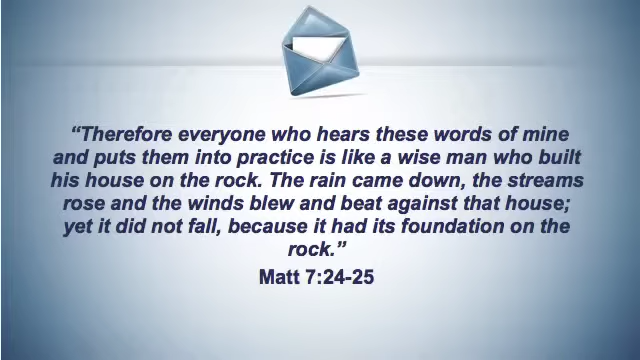 “Therefore everyone who hears these words of mine
and puts them into practice is like a wise man who built
his house on the rock. The rain came down, the streams
rose and the winds blew and beat against that house;
yet it did not fall, because it had its foundation on the
rock.”
Matt 7:24-25